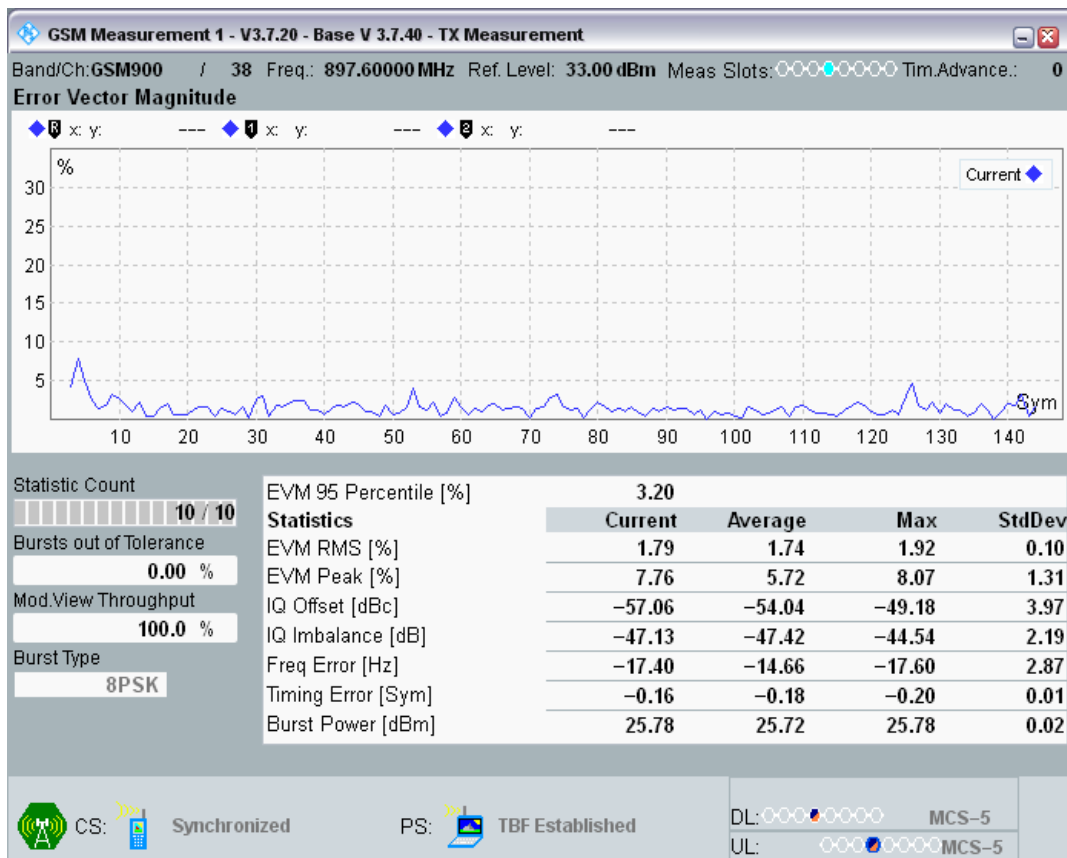 GSM Measurement 1 - V3.7.20 - Base V 3.7.40 - TX Measurement
Band/Ch:GSM900 / 38 Freq.: 897.60000 MHz Ref. Level: 33.00 dBm Meas Slots: Tim.Advance.: 0
Error Vector Magnitude
R x: y: --- 1 x: y: --- 2 x: y: ---
%
Current
30
25
20
15
10
5
Sym
10 20 30 40 50 60 70 80 90 100 110 120 130 140
Statistic Count
10 / 10
Bursts out of Tolerance
0.00 %
Mod.View Throughput
100.0 %
Burst Type
8PSK
EVM 95 Percentile [%] 3.20
Statistics Current Average Max StdDev
EVM RMS [%] 1.79 1.74 1.92 0.10
EVM Peak [%] 7.76 5.72 8.07 1.31
IQ Offset [dBc] −57.06 −54.04 −49.18 3.97
IQ Imbalance [dB] −47.13 −47.42 −44.54 2.19
Freq Error [Hz] −17.40 −14.66 −17.60 2.87
Timing Error [Sym] −0.16 −0.18 −0.20 0.01
Burst Power [dBm] 25.78 25.72 25.78 0.02
CS: Synchronized PS: TBF Established
DL: MCS−5
UL: MCS−5